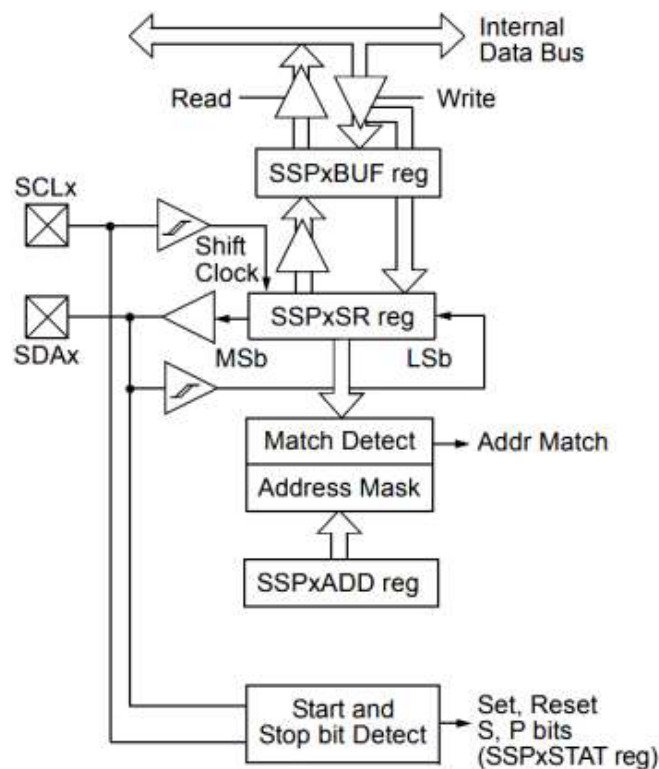 Internal
Data Bus
Read
Write
SSPxBUF reg
SCLx
Shift
Clock
SSPxSR reg
SDAx
MSb
LSb
Match Detect
Addr Match
Address Mask
SSPxADD reg
Start and
Stop bit Detect
Set, Reset
S, P bits
(SSPxSTAT reg)